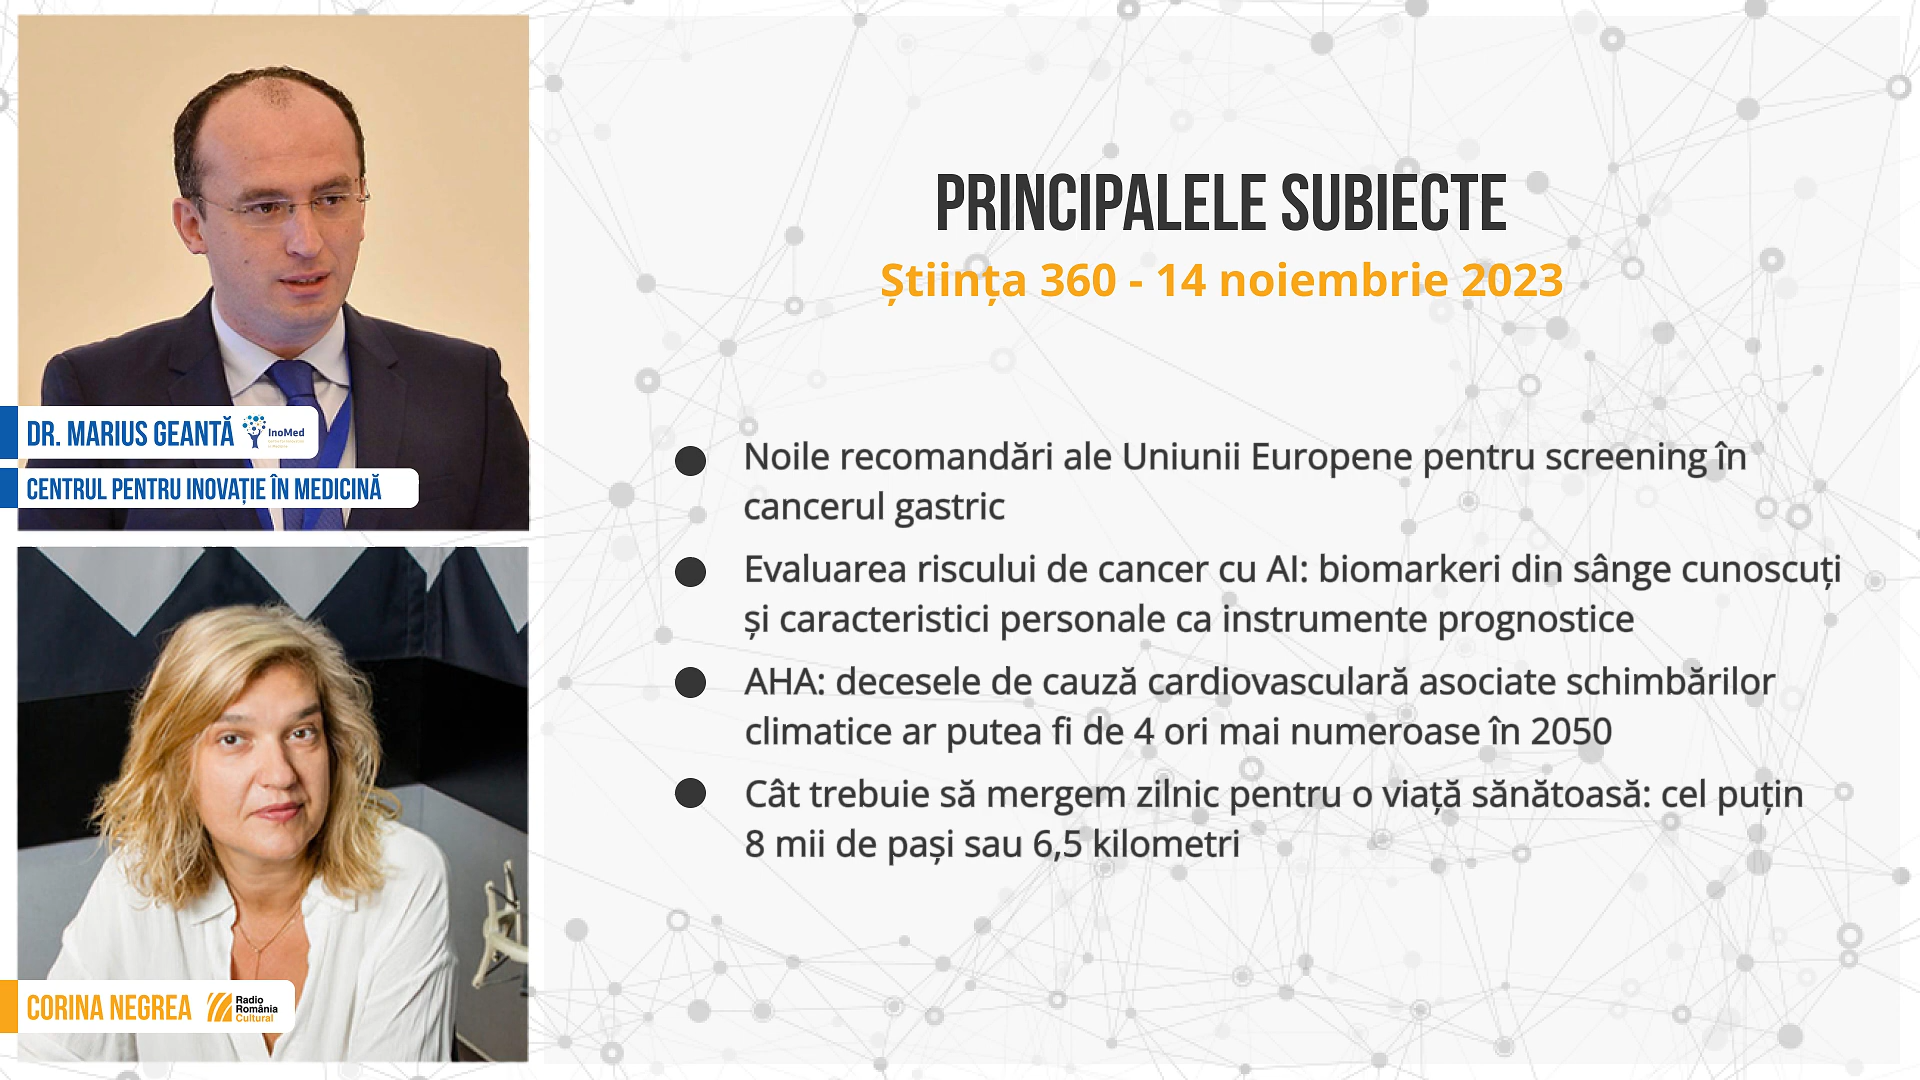 DR. MARIUS GEANTĂ
InoMed
CENTRUL PENTRU INOVAȚIE ÎN MEDICINĂ
CORINA NEGREA
Radio
România
Cultural
PRINCIPALELE SUBIECTE
Știința 360 - 14 noiembrie 2023
Noile recomandări ale Uniunii Europene pentru screening în
cancerul gastric
Evaluarea riscului de cancer cu AI: biomarkeri din sânge cunoscuți
și caracteristici personale ca instrumente prognostice
AHA: decesele de cauză cardiovasculară asociate schimbărilor
climatice ar putea fi de 4 ori mai numeroase în 2050
Cât trebuie să mergem zilnic pentru o viață sănătoasă: cel puțin
8 mii de pași sau 6,5 kilometri